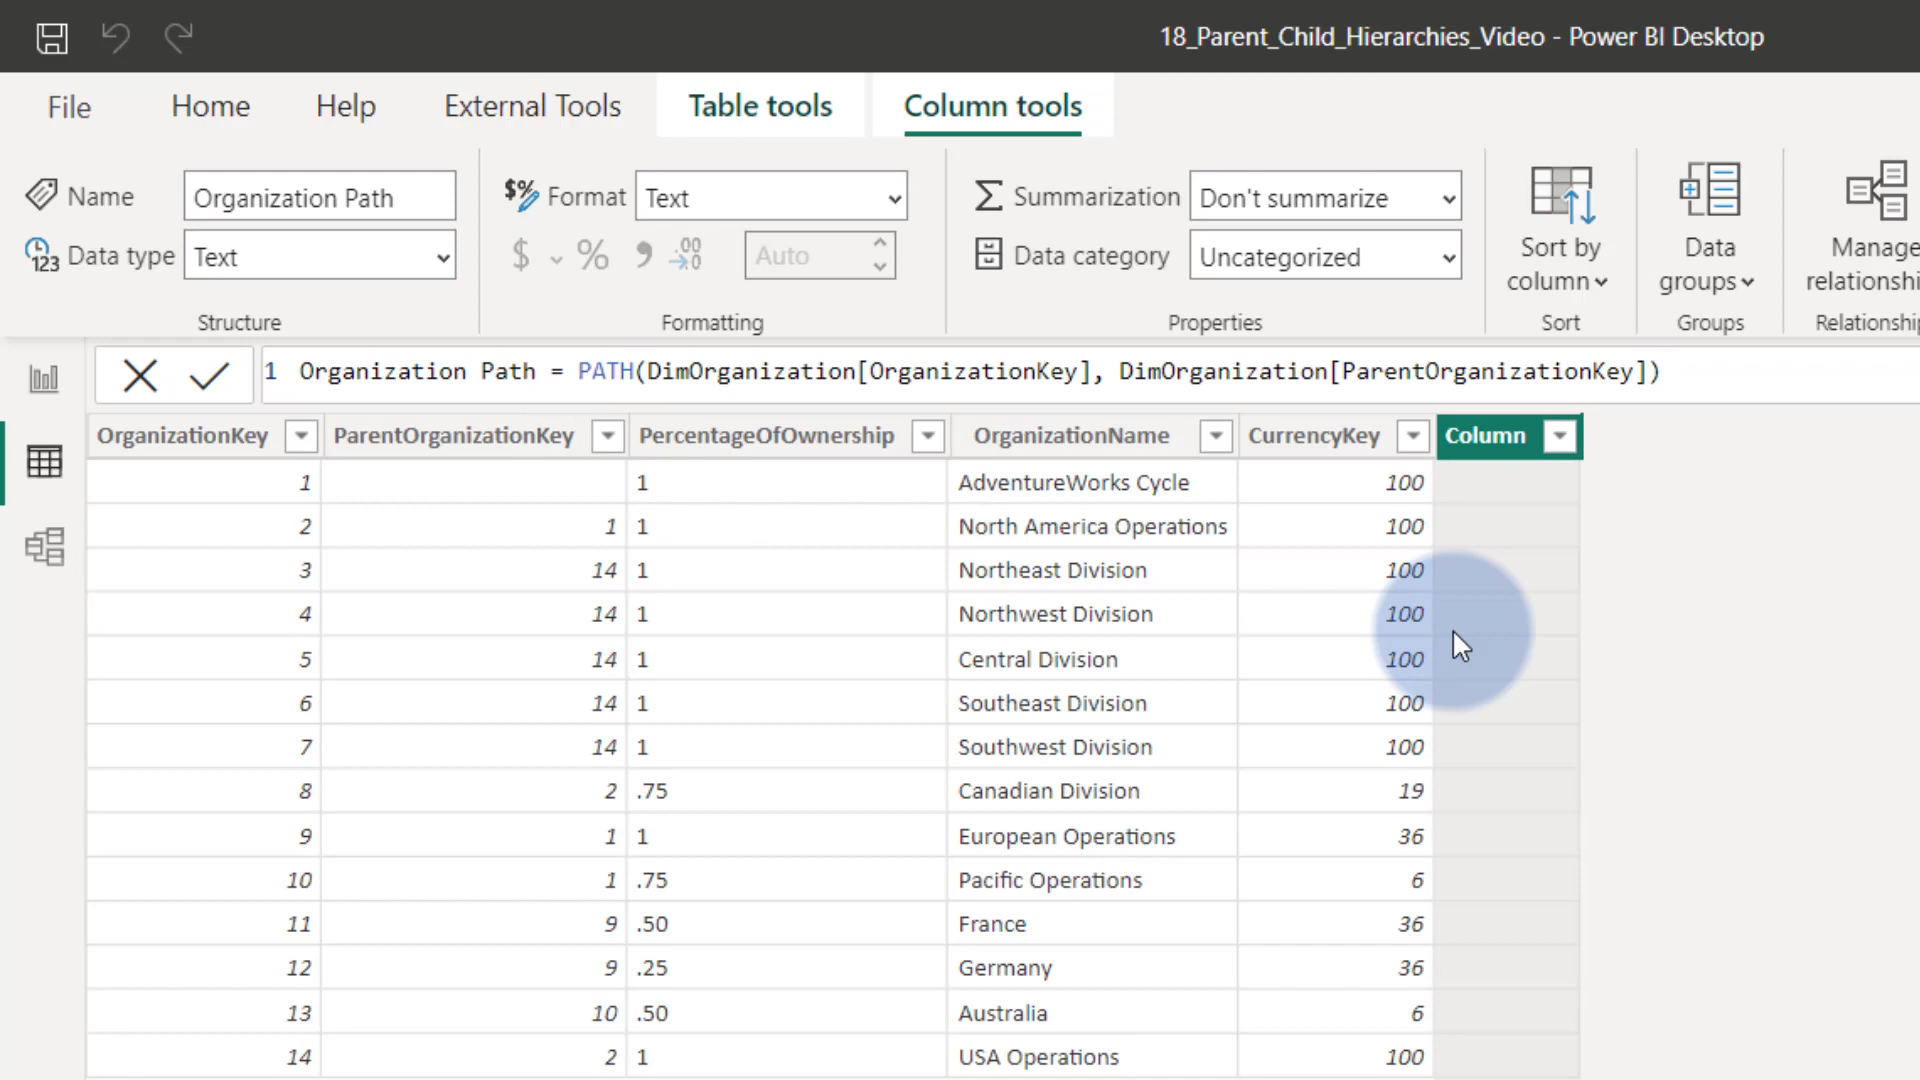 18_Parent_Child_Hierarchies_Video - Power BI Desktop
File Home Help External Tools Table tools Column tools
Name Organization Path $% Format Text Summarization Don't summarize
123 Data type Text $ % .00 .0 Auto Data category Uncategorized
Sort by column Data groups Manage
Structure Formatting Properties Sort Groups
1 Organization Path = PATH(DimOrganization[OrganizationKey], DimOrganization[ParentOrganizationKey])
OrganizationKey ParentOrganizationKey PercentageOfOwnership OrganizationName CurrencyKey Column
1 1 AdventureWorks Cycle 100
2 1 1 North America Operations 100
3 14 1 Northeast Division 100
4 14 1 Northwest Division 100
5 14 1 Central Division 100
6 14 1 Southeast Division 100
7 14 1 Southwest Division 100
8 2 .75 Canadian Division 19
9 1 1 European Operations 36
10 1 .75 Pacific Operations 6
11 9 .50 France 36
12 9 .25 Germany 36
13 10 .50 Australia 6
14 2 1 USA Operations 100